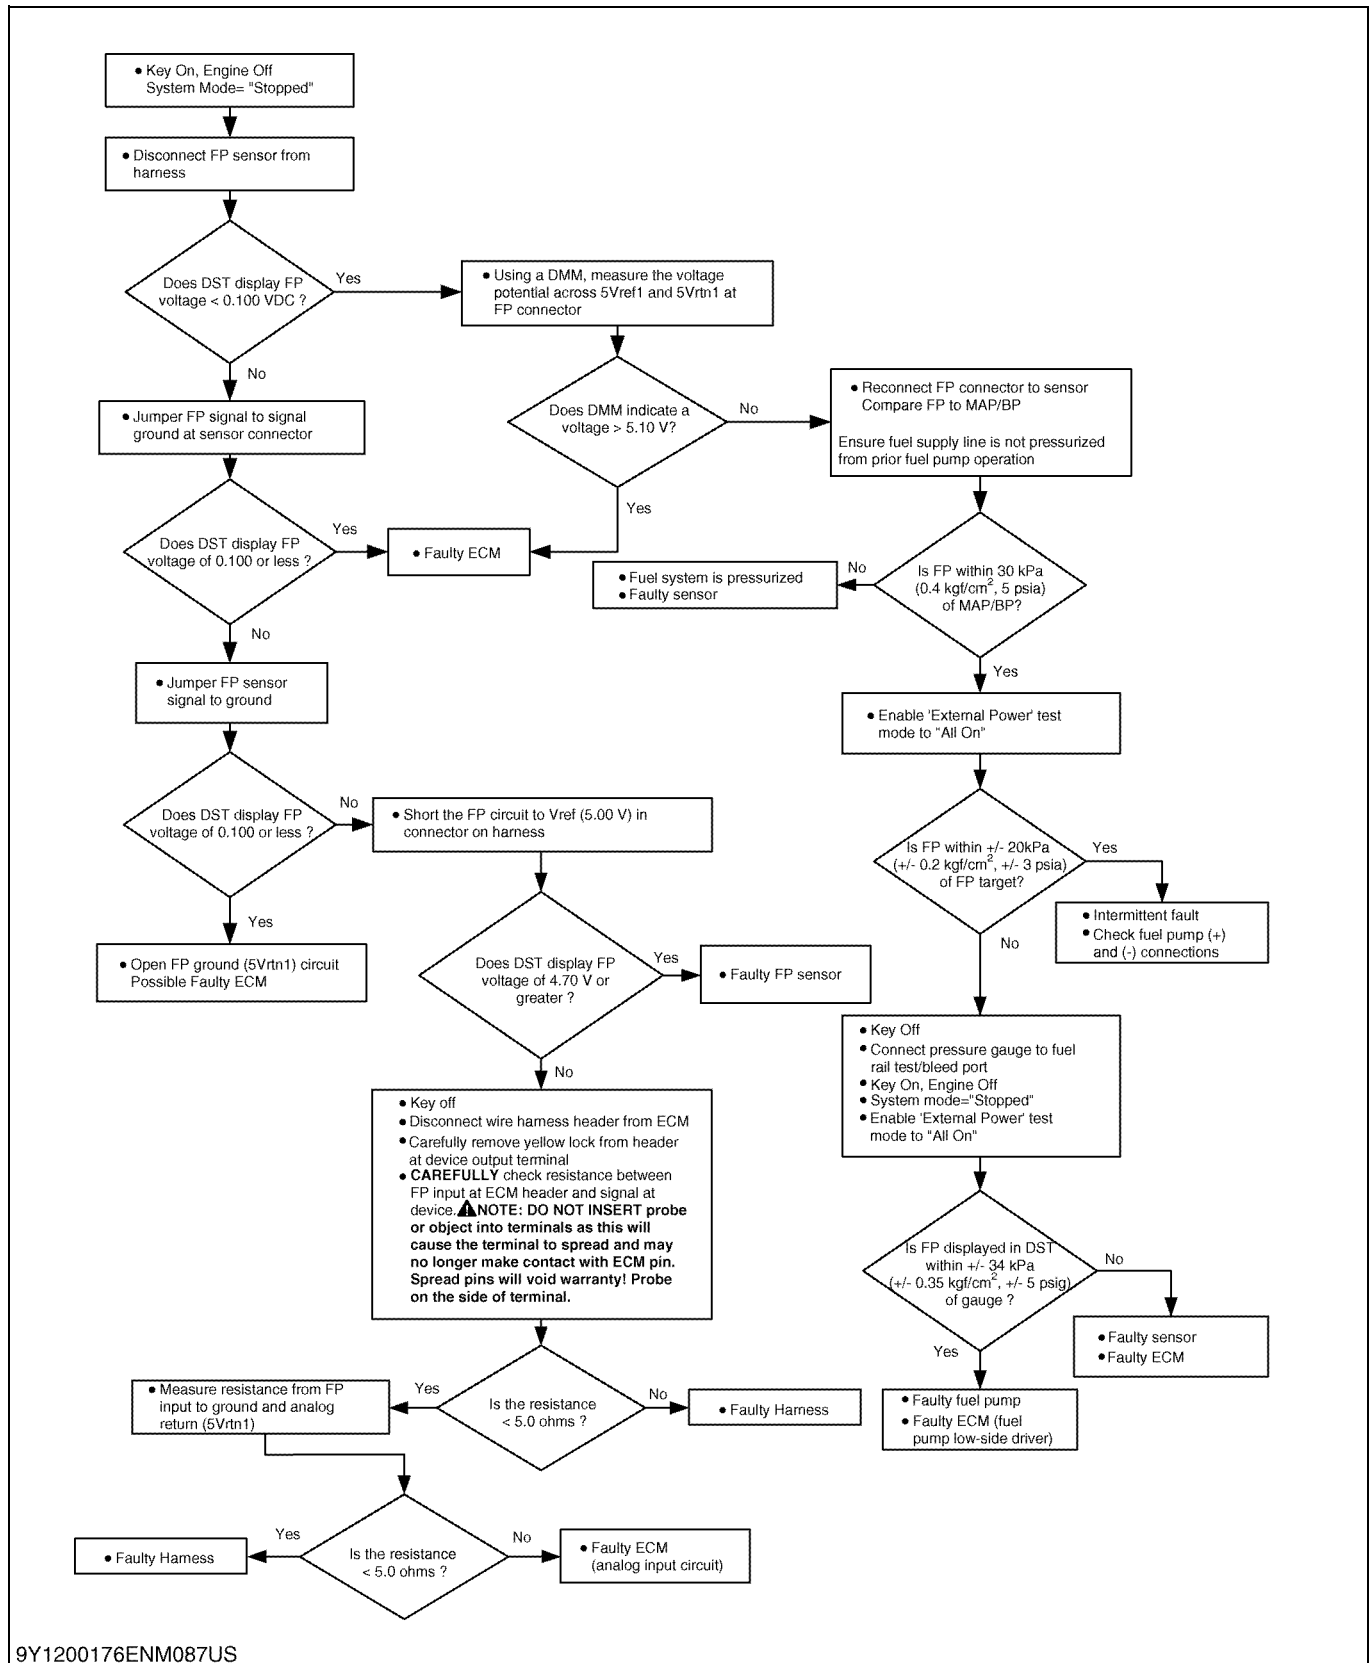 ● Key On, Engine Off
System Mode= "Stopped"
● Disconnect FP sensor from
harness
Does DST display FP
voltage < 0.100 VDC ?
Yes
● Using a DMM, measure the voltage
potential across 5Vref1 and 5Vrtn1 at
FP connector
No
● Jumper FP signal to signal
ground at sensor connector
Does DMM indicate a
voltage > 5.10 V?
No
● Reconnect FP connector to sensor
Compare FP to MAP/BP
Ensure fuel supply line is not pressurized
from prior fuel pump operation
Yes
Does DST display FP
voltage of 0.100 or less ?
Yes
● Faulty ECM
Is FP within 30 kPa
(0.4 kgf/cm², 5 psia)
of MAP/BP?
No
● Fuel system is pressurized
● Faulty sensor
No
● Jumper FP sensor
signal to ground
Yes
● Enable 'External Power' test
mode to "All On"
Does DST display FP
voltage of 0.100 or less ?
No
● Short the FP circuit to Vref (5.00 V) in
connector on harness
Is FP within +/- 20kPa
(+/- 0.2 kgf/cm², +/- 3 psia)
of FP target?
Yes
● Intermittent fault
● Check fuel pump (+)
and (-) connections
Yes
● Open FP ground (5Vrtn1) circuit
Possible Faulty ECM
Does DST display FP
voltage of 4.70 V or
greater ?
Yes
● Faulty FP sensor
No
● Key Off
● Connect pressure gauge to fuel
rail test/bleed port
● Key On, Engine Off
● System mode="Stopped"
● Enable 'External Power' test
mode to "All On"
No
● Key off
● Disconnect wire harness header from ECM
● Carefully remove yellow lock from header
at device output terminal
● CAREFULLY check resistance between
FP input at ECM header and signal at
device. ⚠NOTE: DO NOT INSERT probe
or object into terminals as this will
cause the terminal to spread and may
no longer make contact with ECM pin.
Spread pins will void warranty! Probe
on the side of terminal.
Is FP displayed in DST
within +/- 34 kPa
(+/- 0.35 kgf/cm², +/- 5 psig)
of gauge ?
No
● Faulty sensor
● Faulty ECM
Yes
● Faulty fuel pump
● Faulty ECM (fuel
pump low-side driver)
Is the resistance
< 5.0 ohms ?
No
● Faulty Harness
Yes
● Measure resistance from FP
input to ground and analog
return (5Vrtn1)
Is the resistance
< 5.0 ohms ?
Yes
● Faulty Harness
No
● Faulty ECM
(analog input circuit)
9Y1200176ENM087US